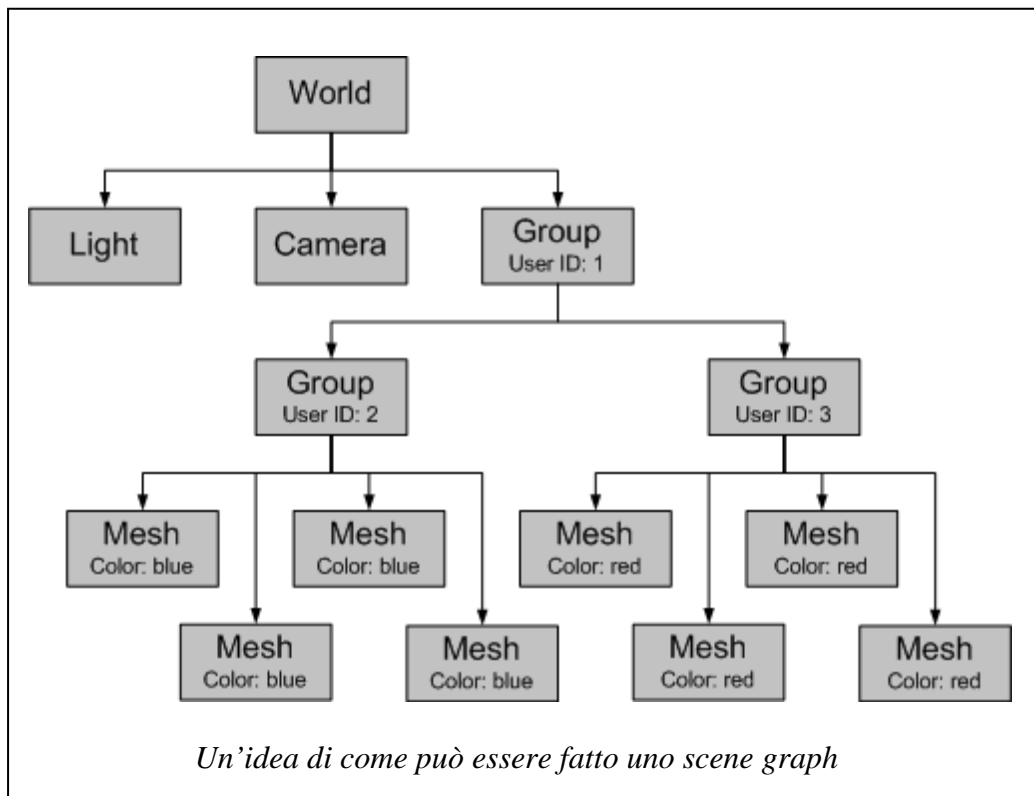 World
Light
Camera
Group
User ID: 1
Group
User ID: 2
Group
User ID: 3
Mesh
Color: blue
Mesh
Color: blue
Mesh
Color: red
Mesh
Color: red
Mesh
Color: blue
Mesh
Color: blue
Mesh
Color: red
Mesh
Color: red
Un’idea di come può essere fatto uno scene graph